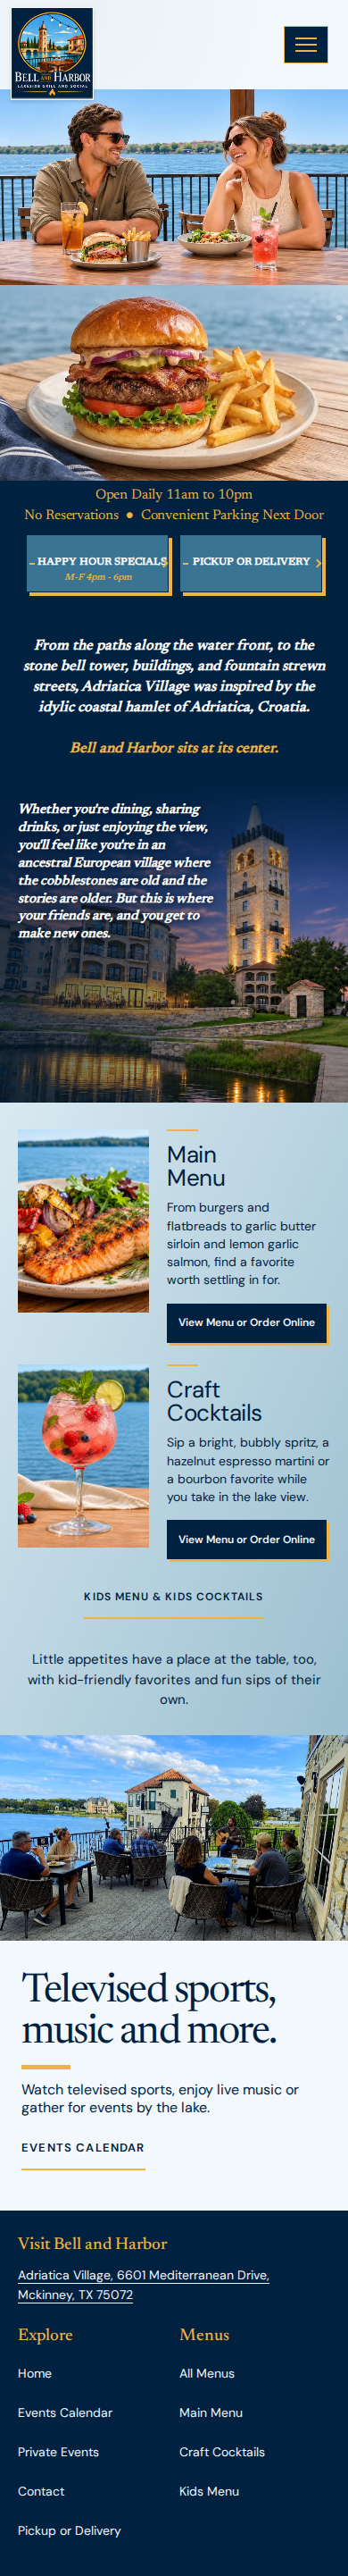 BELL AND HARBOR
LAKESIDE GRILL AND SOCIAL
Open Daily 11am to 10pm
No Reservations ● Convenient Parking Next Door
HAPPY HOUR SPECIALS
M-F 4pm - 6pm
PICKUP OR DELIVERY
From the paths along the water front, to the
stone bell tower, buildings, and fountain strewn
streets, Adriatica Village was inspired by the
idylic coastal hamlet of Adriatica, Croatia.
Bell and Harbor sits at its center.
Whether you're dining, sharing
drinks, or just enjoying the view,
you'll feel like you're in an
ancestral European village where
the cobblestones are old and the
stories are older. But this is where
your friends are, and you get to
make new ones.
Main
Menu
From burgers and
flatbreads to garlic butter
sirloin and lemon garlic
salmon, find a favorite
worth settling in for.
View Menu or Order Online
Craft
Cocktails
Sip a bright, bubbly spritz, a
hazelnut espresso martini or
a bourbon favorite while
you take in the lake view.
View Menu or Order Online
KIDS MENU & KIDS COCKTAILS
Little appetites have a place at the table, too,
with kid-friendly favorites and fun sips of their
own.
Televised sports,
music and more.
Watch televised sports, enjoy live music or
gather for events by the lake.
EVENTS CALENDAR
Visit Bell and Harbor
Adriatica Village, 6601 Mediterranean Drive,
Mckinney, TX 75072
Explore
Home
Events Calendar
Private Events
Contact
Pickup or Delivery
Menus
All Menus
Main Menu
Craft Cocktails
Kids Menu